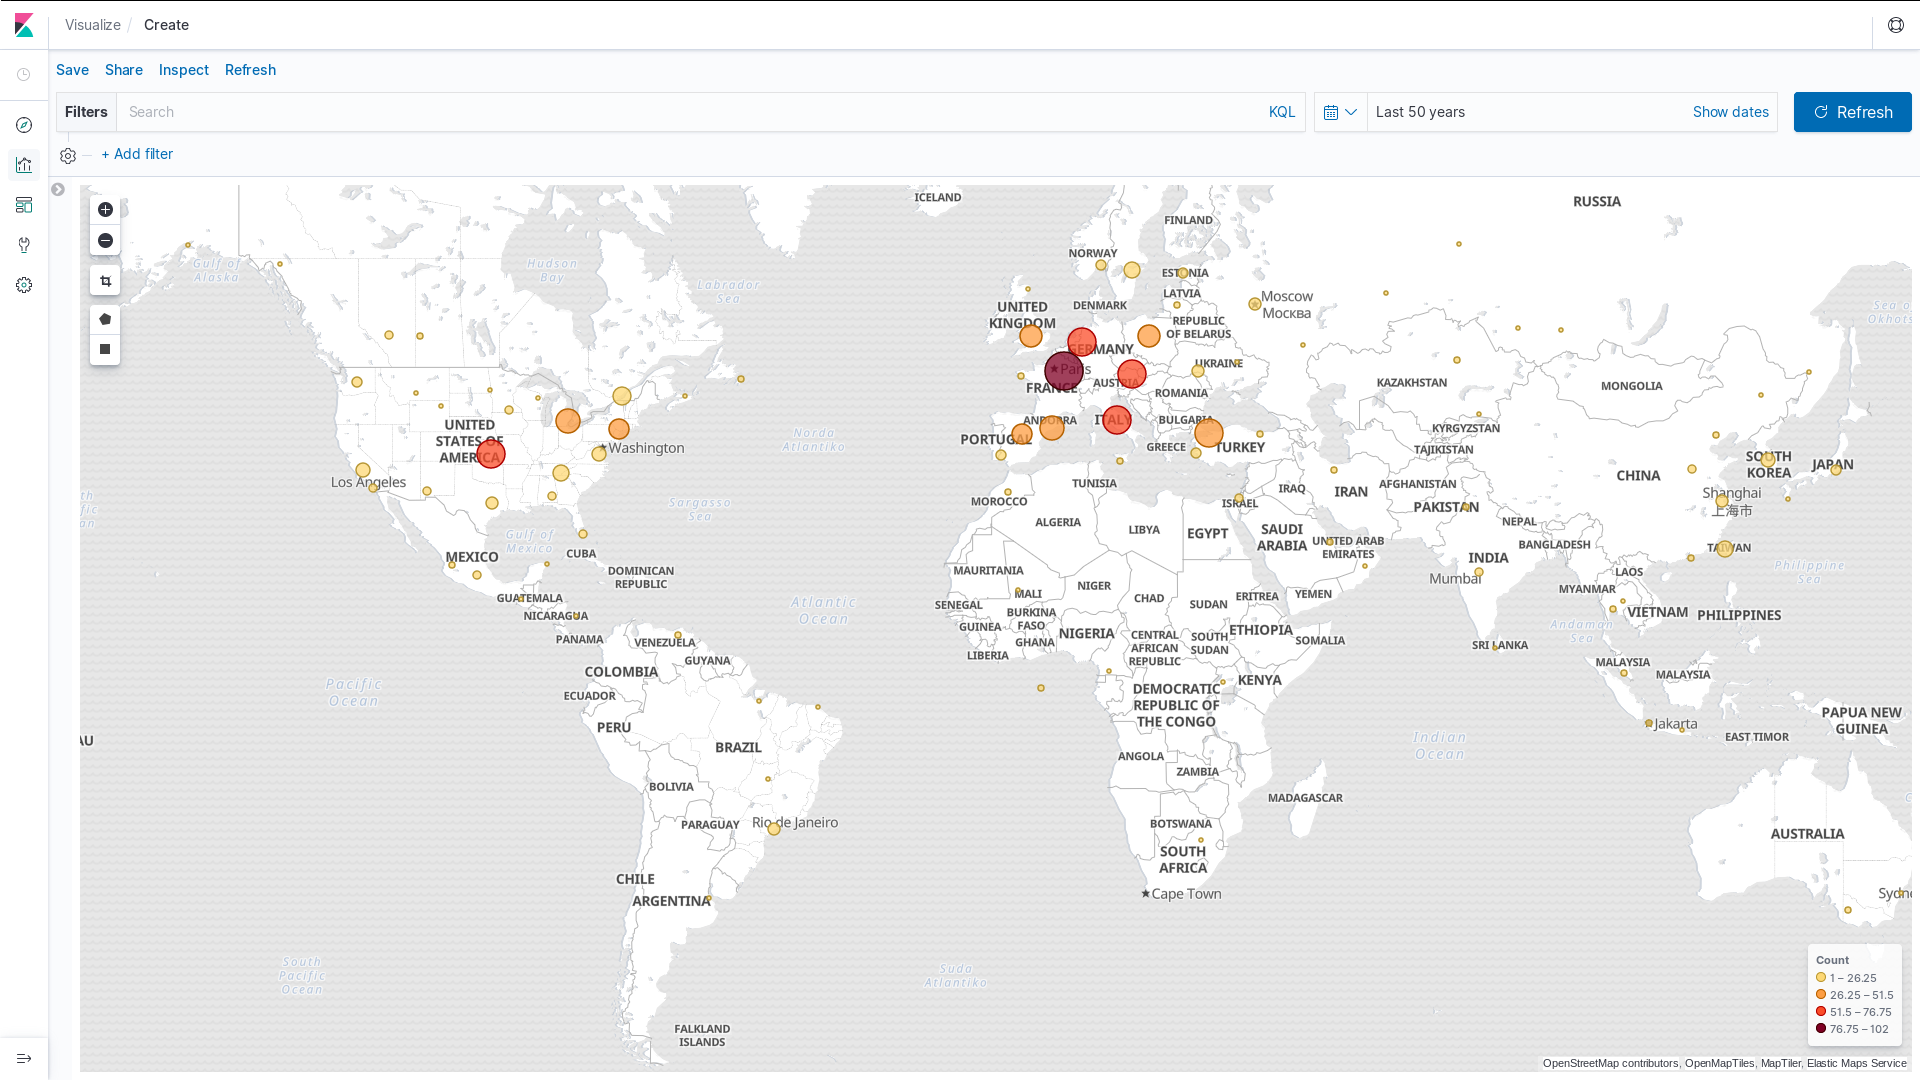 Visualize / Create
Save Share Inspect Refresh
Filters Search KQL Last 50 years Show dates Refresh
+ Add filter
ICELAND
RUSSIA
FINLAND
NORWAY
Gulf of
Alaska
Hudson
Bay
ESTONIA
Labrador
Sea
LATVIA
Moscow
Москва
DENMARK
UNITED
KINGDOM
REPUBLIC
OF BELARUS
Sea of
Okhots
GERMANY
UKRAINE
Paris
FRANCE
AUSTRIA
KAZAKHSTAN
MONGOLIA
ROMANIA
UNITED
STATES OF
AMERICA
ANDORRA
ITALY
BULGARIA
KYRGYZSTAN
Norda
Atlantiko
PORTUGAL
GREECE
TURKEY
TAJIKISTAN
Washington
SOUTH
KOREA
JAPAN
CHINA
Los Angeles
TUNISIA
AFGHANISTAN
IRAQ
IRAN
Shanghai
上海市
th
fic
an
Sargasso
Sea
MOROCCO
ISRAEL
PAKISTAN
ALGERIA
LIBYA
EGYPT
SAUDI
ARABIA
NEPAL
Gulf of
Mexico
UNITED ARAB
EMIRATES
BANGLADESH
TAIWAN
MEXICO
CUBA
INDIA
DOMINICAN
REPUBLIC
MAURITANIA
Mumbai
LAOS
Philippine
Sea
NIGER
MALI
CHAD
MYANMAR
GUATEMALA
Atlantic
Ocean
SENEGAL
SUDAN
ERITREA
YEMEN
NICARAGUA
BURKINA
FASO
VIETNAM
PHILIPPINES
GUINEA
NIGERIA
ETHIOPIA
Andaman
Sea
PANAMA
VENEZUELA
GHANA
CENTRAL
AFRICAN
REPUBLIC
SOUTH
SUDAN
SOMALIA
SRI LANKA
LIBERIA
GUYANA
MALAYSIA
COLOMBIA
MALAYSIA
KENYA
Pacific
Ocean
ECUADOR
DEMOCRATIC
REPUBLIC OF
THE CONGO
PAPUA NEW
GUINEA
PERU
Jakarta
EAST TIMOR
AU
BRAZIL
Indian
Ocean
ANGOLA
ZAMBIA
BOLIVIA
MADAGASCAR
C
PARAGUAY
Rio de Janeiro
BOTSWANA
AUSTRALIA
SOUTH
AFRICA
CHILE
Cape Town
Sydne
ARGENTINA
South
Pacific
Ocean
Suda
Atlantiko
FALKLAND
ISLANDS
Count
1 – 26.25
26.25 – 51.5
51.5 – 76.75
76.75 – 102
OpenStreetMap contributors, OpenMapTiles, MapTiler, Elastic Maps Service